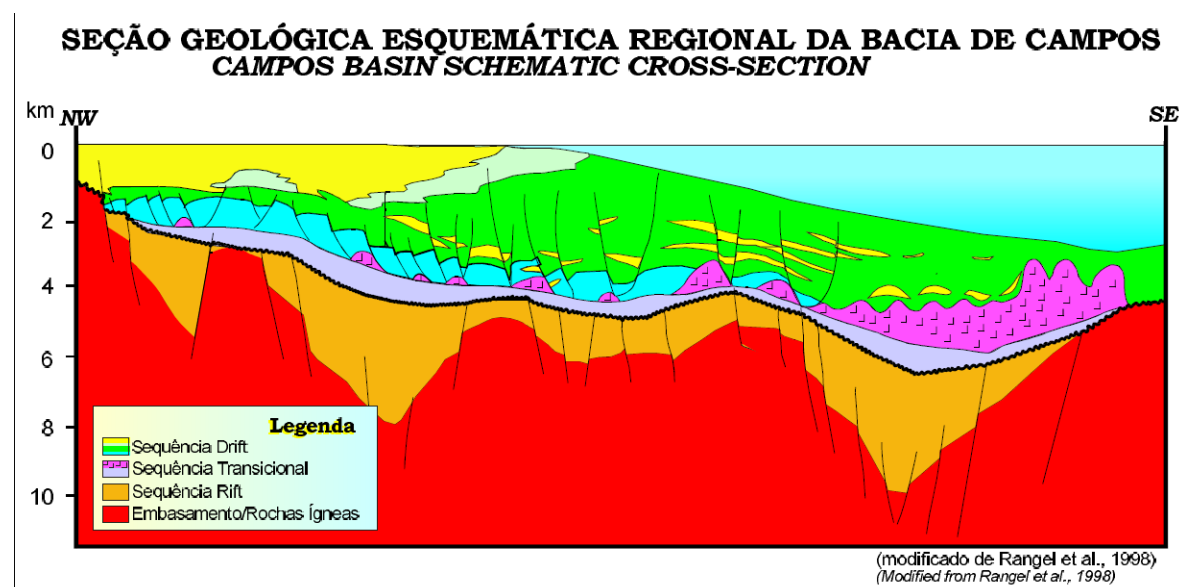 SEÇÃO GEOLÓGICA ESQUEMÁTICA REGIONAL DA BACIA DE CAMPOS
CAMPOS BASIN SCHEMATIC CROSS-SECTION
km
NW
SE
0
2
4
6
8
10
Legenda
Sequência Drift
Sequência Transicional
Sequência Rift
Embasamento/Rochas Ígneas
(modificado de Rangel et al., 1998)
(Modified from Rangel et al., 1998)